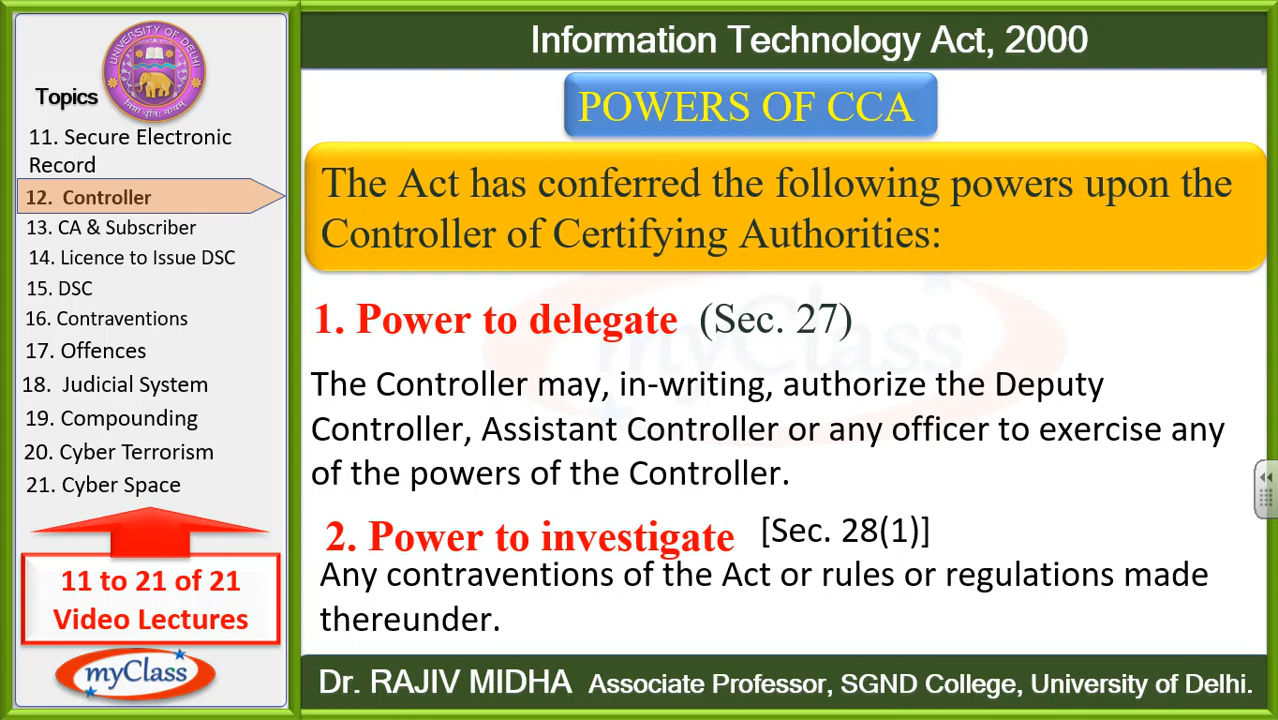 Information Technology Act, 2000
UNIVERSITY OF DELHI
Topics
11. Secure Electronic
Record
12. Controller
13. CA & Subscriber
14. Licence to Issue DSC
15. DSC
16. Contraventions
17. Offences
18. Judicial System
19. Compounding
20. Cyber Terrorism
21. Cyber Space
11 to 21 of 21
Video Lectures
myClass
POWERS OF CCA
The Act has conferred the following powers upon the
Controller of Certifying Authorities:
myClass
1. Power to delegate (Sec. 27)
The Controller may, in-writing, authorize the Deputy
Controller, Assistant Controller or any officer to exercise any
of the powers of the Controller.
2. Power to investigate [Sec. 28(1)]
Any contraventions of the Act or rules or regulations made
thereunder.
Dr. RAJIV MIDHA Associate Professor, SGND College, University of Delhi.